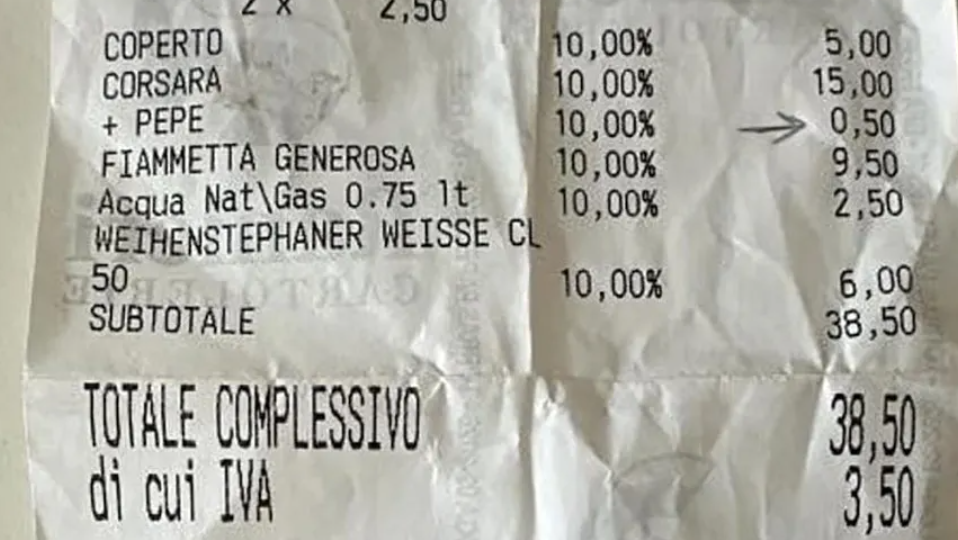 2 x 2,50
COPERTO 10,00% 5,00
CORSARA 10,00% 15,00
+ PEPE 10,00% 0,50
FIAMMETTA GENEROSA 10,00% 9,50
Acqua Nat\Gas 0.75 lt 10,00% 2,50
WEIHENSTEPHANER WEISSE CL
50 10,00% 6,00
SUBTOTALE 38,50
TOTALE COMPLESSIVO 38,50
di cui IVA 3,50